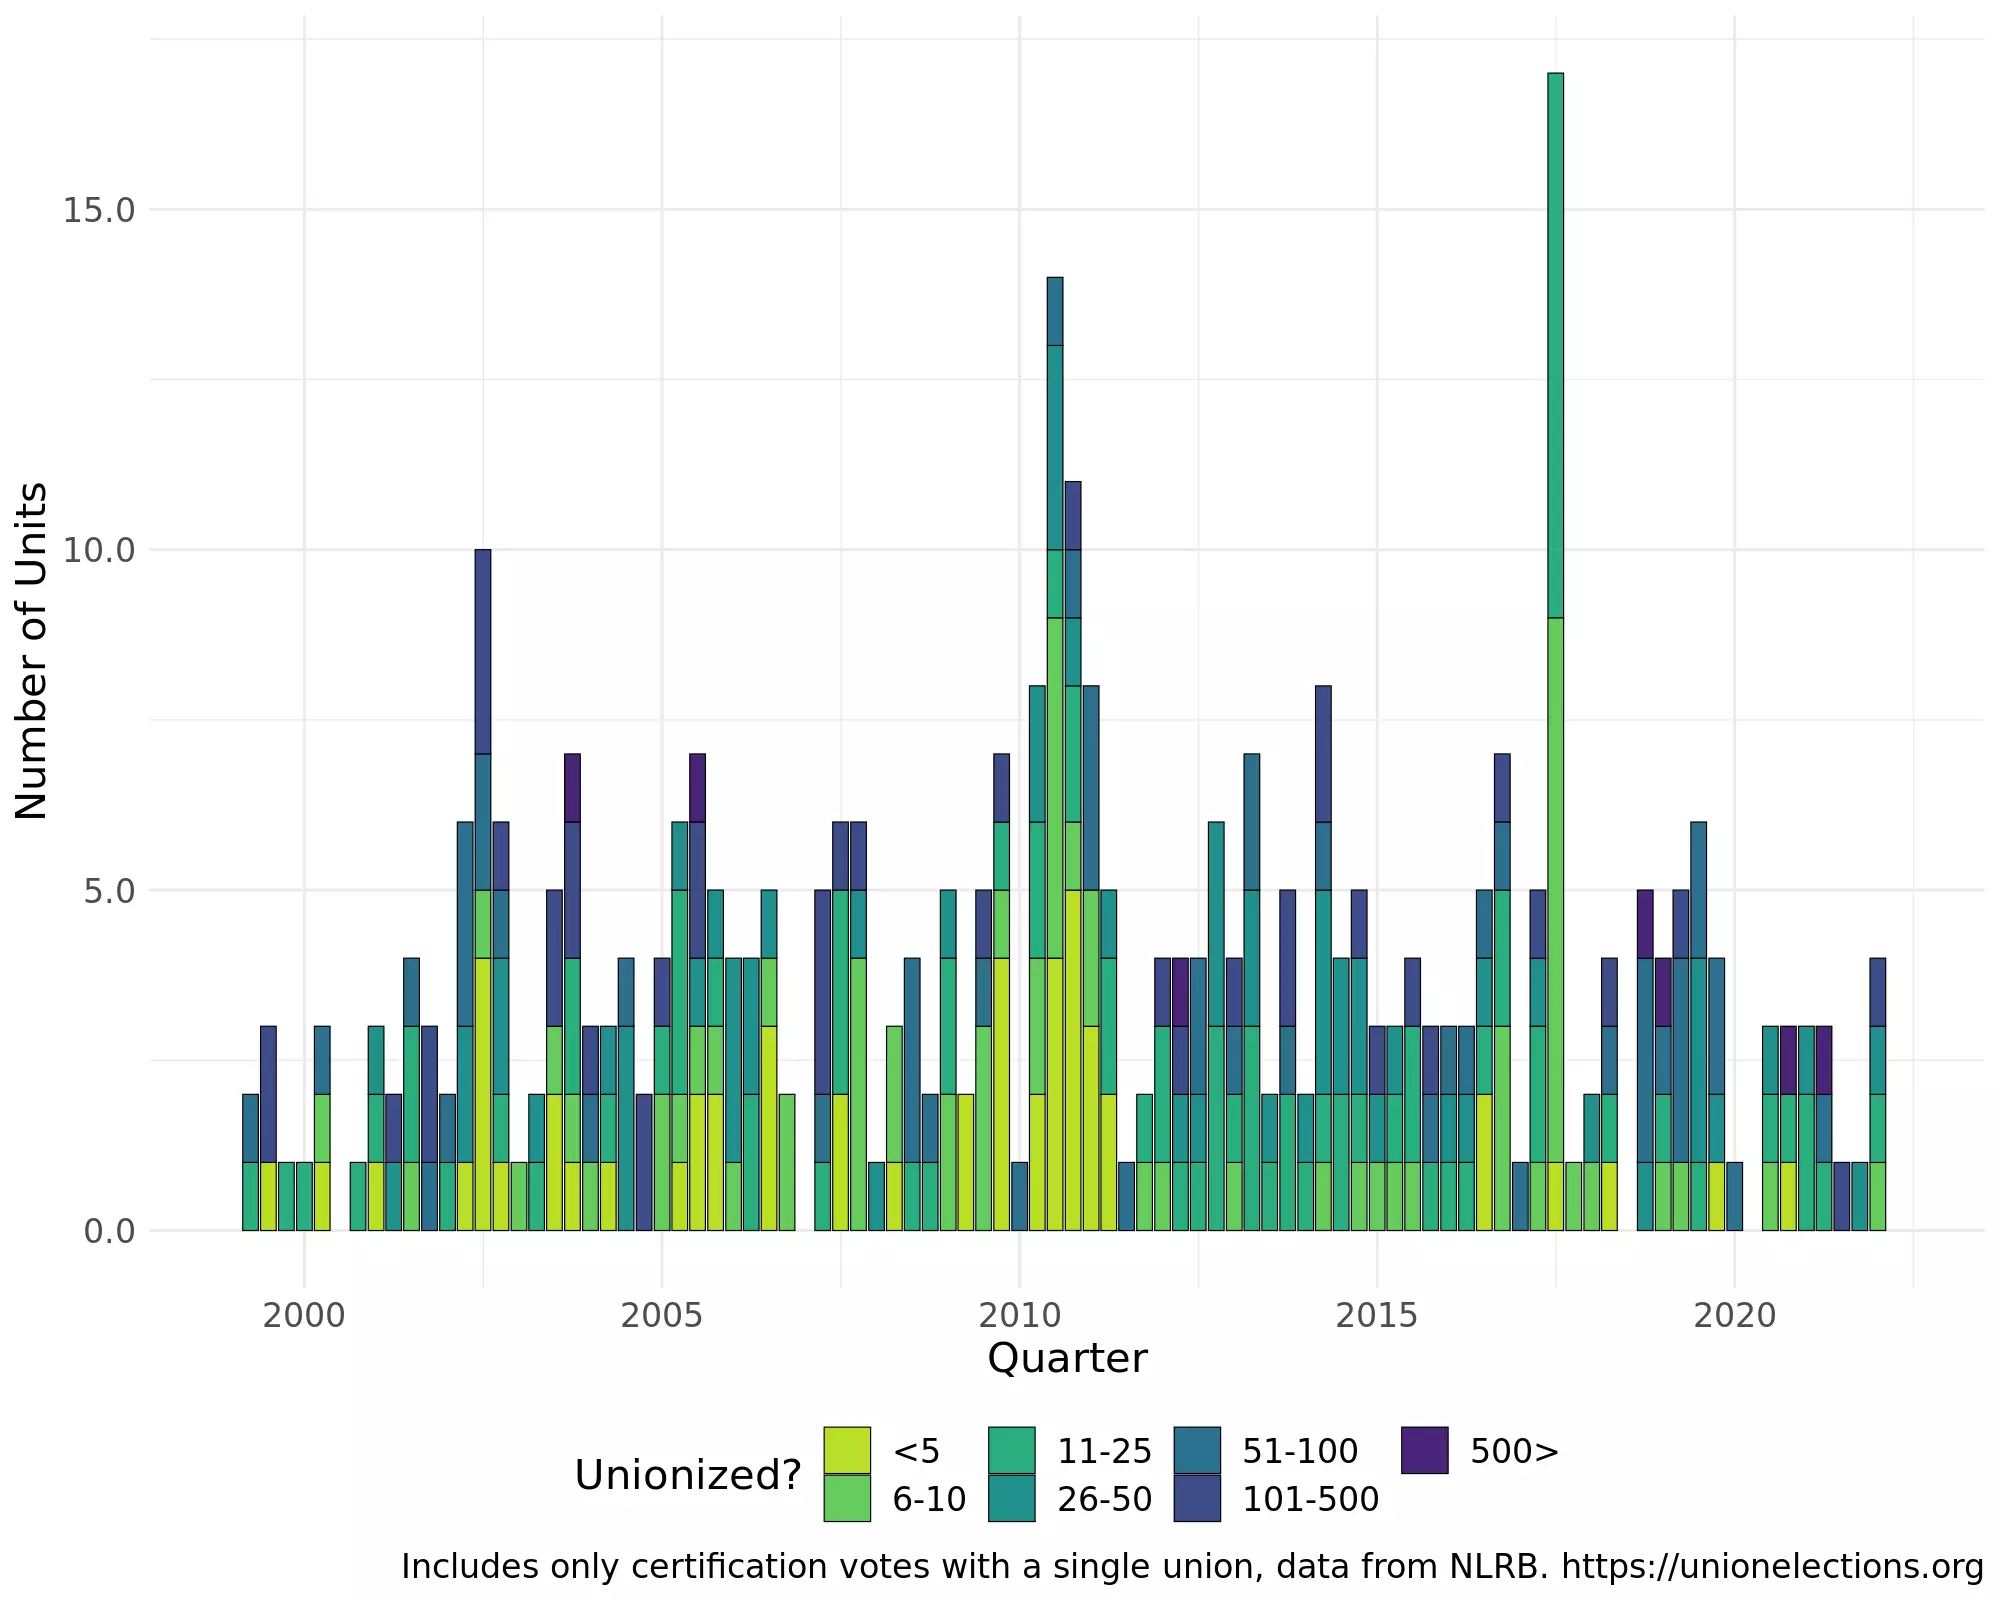 15.0
10.0
5.0
0.0
Number of Units
2000 2005 2010 2015 2020
Quarter
Unionized?
<5 11-25 51-100 500>
6-10 26-50 101-500
Includes only certification votes with a single union, data from NLRB. https://unionelections.org